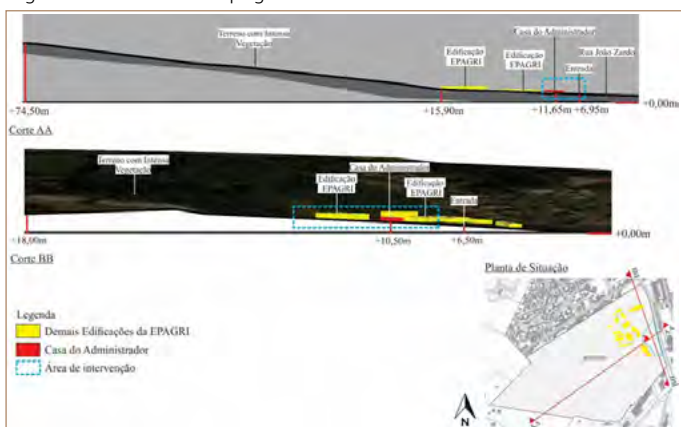 Casa do Administrador
Terreno com Intensa
Vegetação
Edificação
EPAGRI
Edificação
EPAGRI
Rua João Zardo
Entrada
+0,00m
+74,50m
+15,90m
+11,65m
+6,95m
Corte AA
Terreno com Intensa
Vegetação
Casa do Administrador
Edificação
EPAGRI
Edificação
EPAGRI
Entrada
+0,00m
+18,00m
+10,50m
+6,50m
Corte BB
Planta de Situação
Legenda
Demais Edificações da EPAGRI
Casa do Administrador
Área de intervenção
N